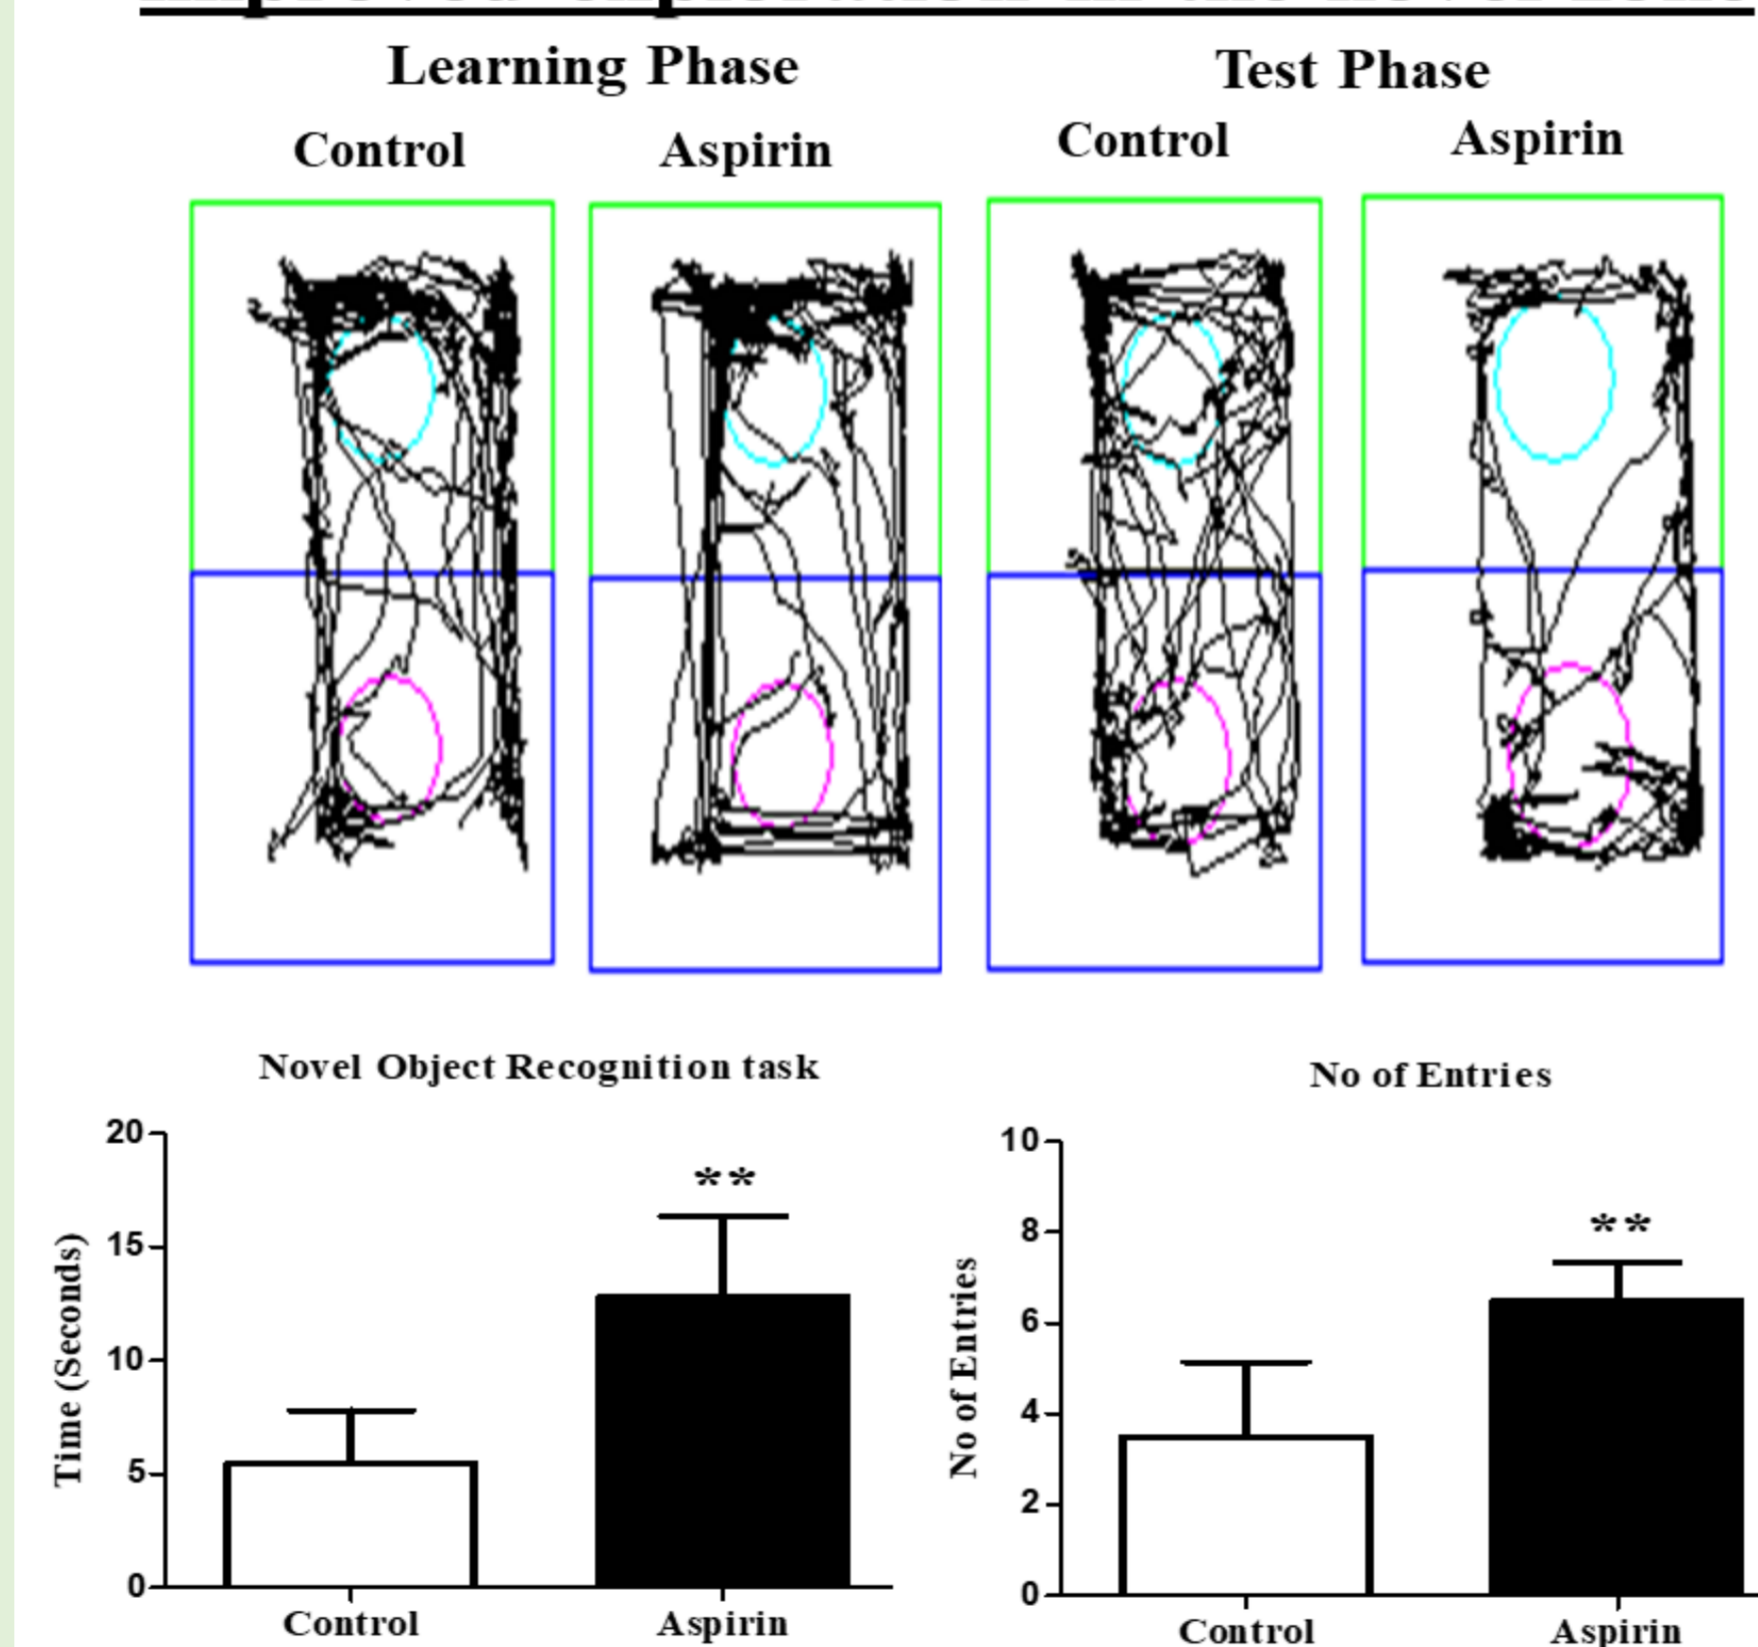 Learning Phase
Test Phase
Control
Aspirin
Control
Aspirin
Novel Object Recognition task
20
15
10
5
0
Time (Seconds)
**
Control
Aspirin
No of Entries
10
8
6
4
2
0
No of Entries
**
Control
Aspirin